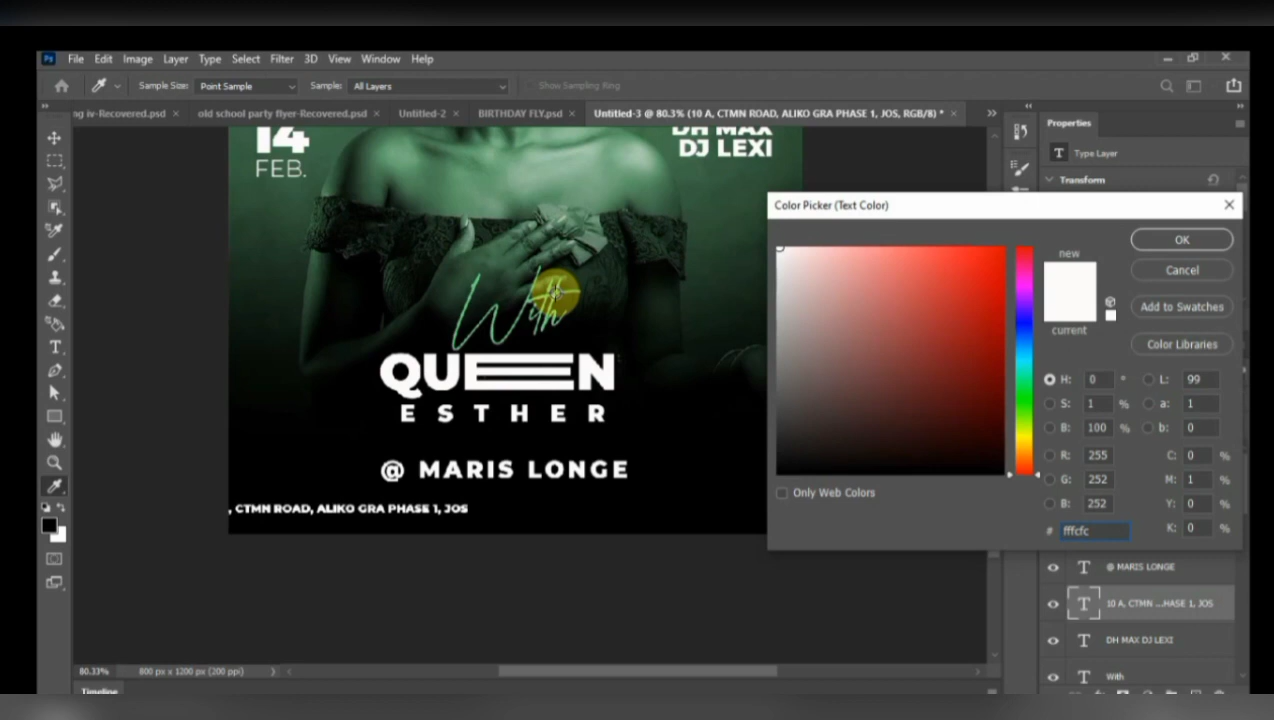 Ps File Edit Image Layer Type Select Filter 3D View Window Help
Sample Size: Point Sample Sample: All Layers Show Sampling Ring
ng iv-Recovered.psd × old school party flyer-Recovered.psd × Untitled-2 × BIRTHDAY FLY.psd × Untitled-3 @ 80.3% (10 A, CTMN ROAD, ALIKO GRA PHASE 1, JOS, RGB/8) * ×
Properties
T Type Layer
Transform
14
FEB.
DH MAX
DJ LEXI
With
QUEEN
ESTHER
@ MARIS LONGE
, CTMN ROAD, ALIKO GRA PHASE 1, JOS
Color Picker (Text Color)
new
current
OK
Cancel
Add to Swatches
Color Libraries
H: 0 ° L: 99
S: 1 % a: 1
B: 100 % b: 0
R: 255 C: 0 %
G: 252 M: 1 %
B: 252 Y: 0 %
# fffcfc K: 0 %
Only Web Colors
T @ MARIS LONGE
T 10 A, CTMN ...HASE 1, JOS
T DH MAX DJ LEXI
T With
80.33% 800 px x 1200 px (200 ppi)
Timeline